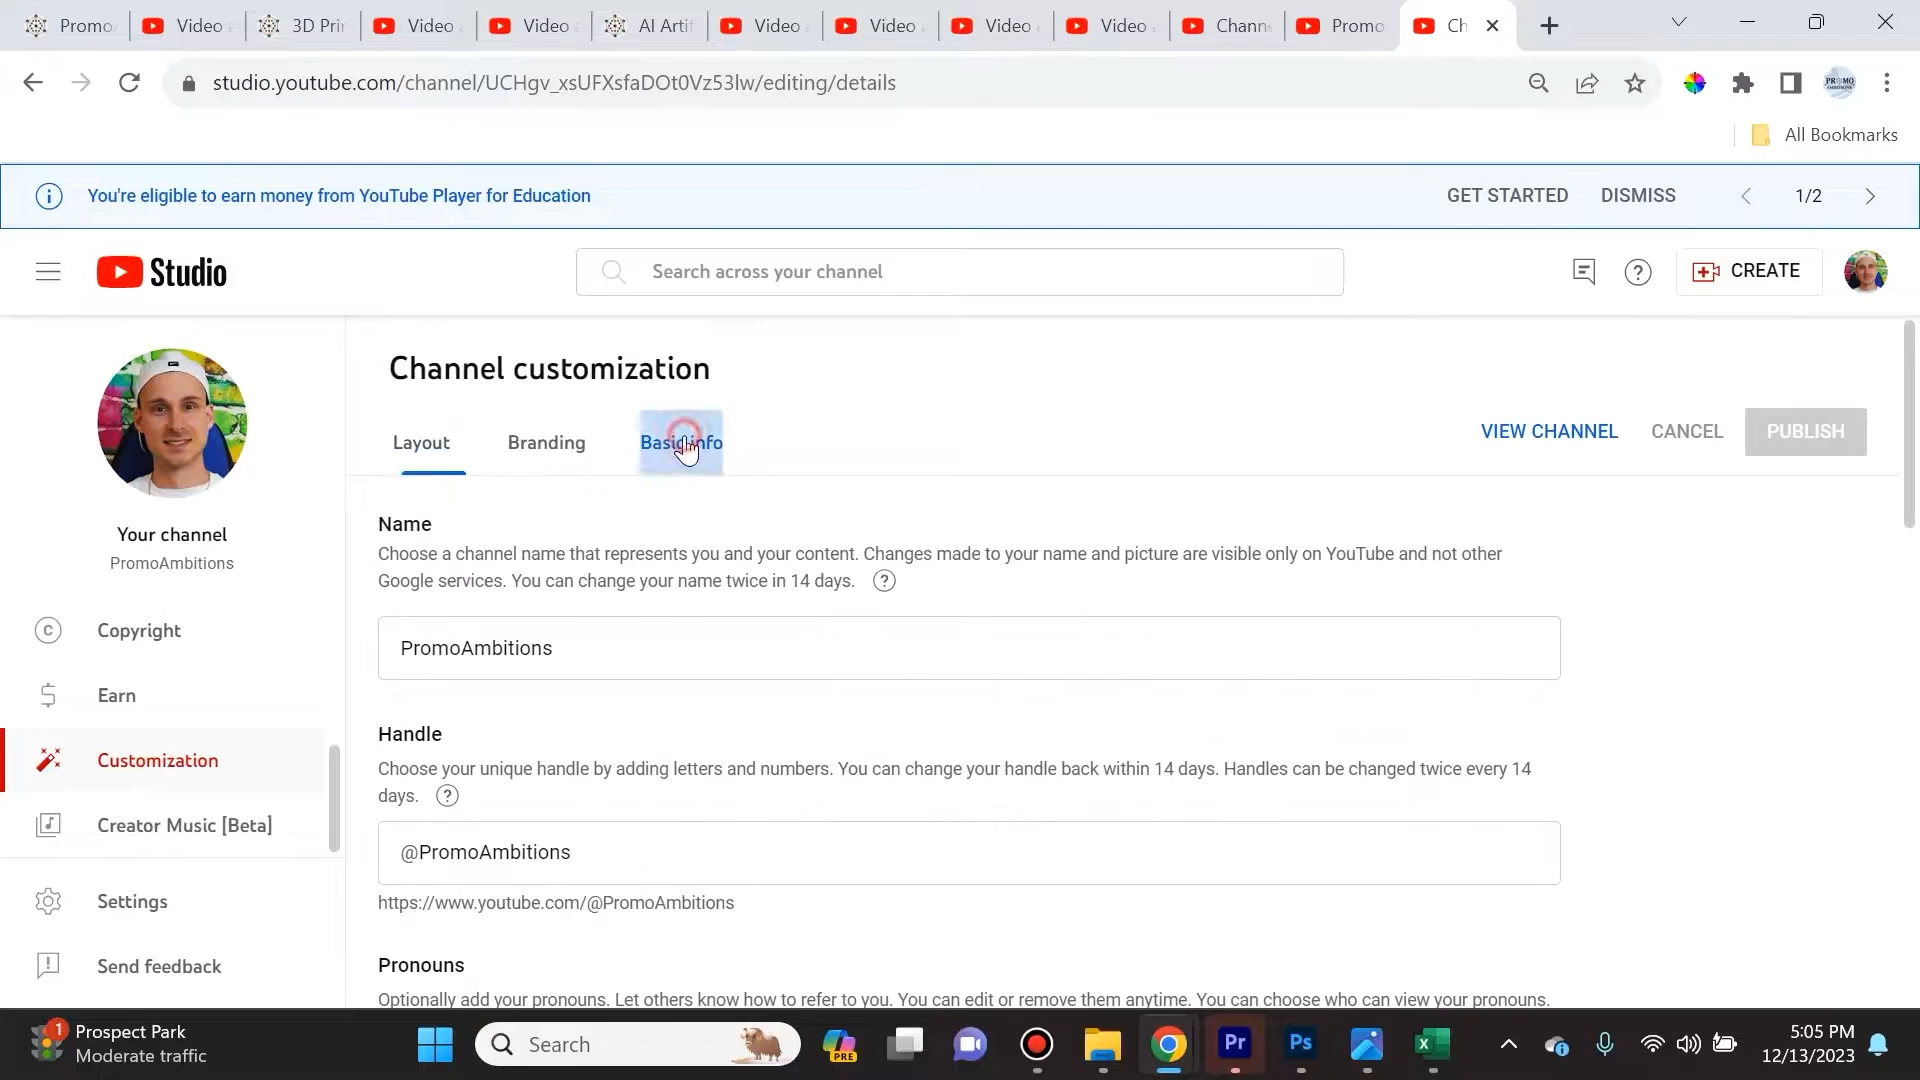 Promo
Video
3D Prin
Video
Video
AI Artif
Video
Video
Video
Video
Chann
Promo
Ch
studio.youtube.com/channel/UCHgv_xsUFXsfaDOt0Vz53lw/editing/details
PROMO
AMBITIONS
All Bookmarks
You're eligible to earn money from YouTube Player for Education
GET STARTED
DISMISS
1/2
Studio
Search across your channel
CREATE
Channel customization
Layout
Branding
Basic info
VIEW CHANNEL
CANCEL
PUBLISH
Your channel
PromoAmbitions
Copyright
Earn
Customization
Creator Music [Beta]
Settings
Send feedback
Name
Choose a channel name that represents you and your content. Changes made to your name and picture are visible only on YouTube and not other
Google services. You can change your name twice in 14 days.
PromoAmbitions
Handle
Choose your unique handle by adding letters and numbers. You can change your handle back within 14 days. Handles can be changed twice every 14
days.
@PromoAmbitions
https://www.youtube.com/@PromoAmbitions
Pronouns
Optionally add your pronouns. Let others know how to refer to you. You can edit or remove them anytime. You can choose who can view your pronouns.
1
Prospect Park
Moderate traffic
Search
PRE
Pr
Ps
5:05 PM
12/13/2023